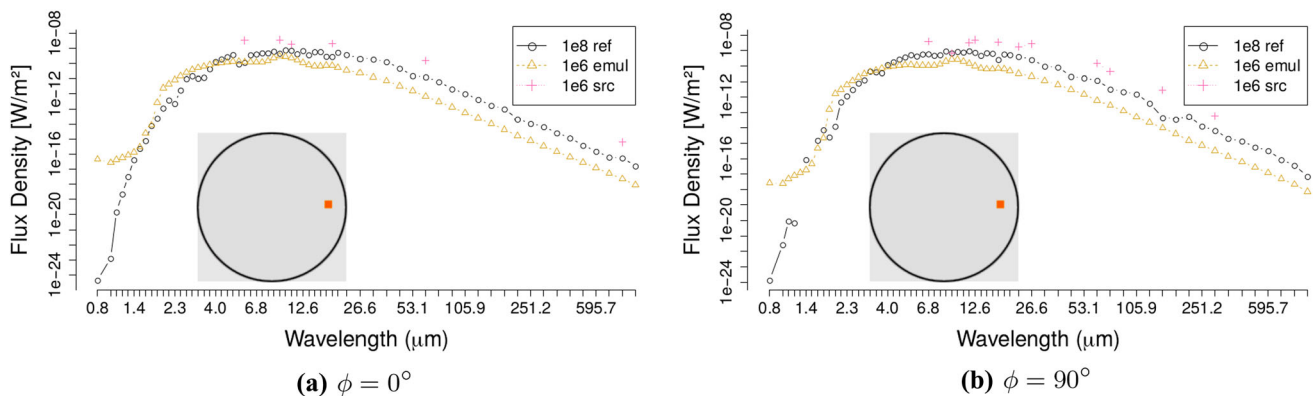 Flux Density [W/m²]
1e−08
1e−12
1e−16
1e−20
1e−24
1e8 ref
1e6 emul
1e6 src
0.8 1.4 2.3 4.0 6.8 12.6 26.6 53.1 105.9 251.2 595.7
Wavelength (μm)
(a) ϕ = 0°
Flux Density [W/m²]
1e−08
1e−12
1e−16
1e−20
1e−24
1e8 ref
1e6 emul
1e6 src
0.8 1.4 2.3 4.0 6.8 12.6 26.6 53.1 105.9 251.2 595.7
Wavelength (μm)
(b) ϕ = 90°